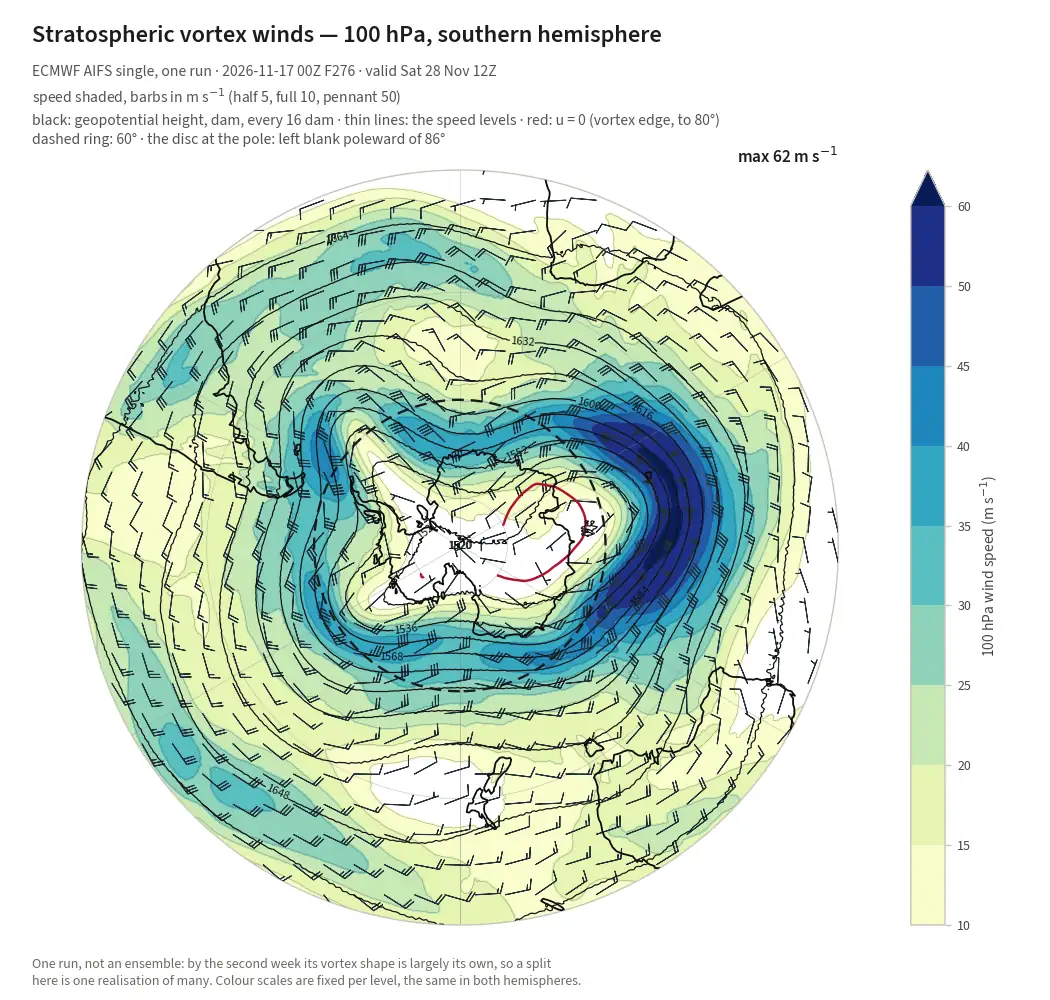 Stratospheric vortex winds — 100 hPa, southern hemisphere
ECMWF AIFS single, one run · 2026-11-17 00Z F276 · valid Sat 28 Nov 12Z
speed shaded, barbs in m s⁻¹ (half 5, full 10, pennant 50)
black: geopotential height, dam, every 16 dam · thin lines: the speed levels · red: u = 0 (vortex edge, to 80°)
dashed ring: 60° · the disc at the pole: left blank poleward of 86°
max 62 m s⁻¹
1632
1600
1616
1552
1520
1536
1568
1648
60
50
45
40
35
30
25
20
15
10
100 hPa wind speed (m s⁻¹)
One run, not an ensemble: by the second week its vortex shape is largely its own, so a split
here is one realisation of many. Colour scales are fixed per level, the same in both hemispheres.